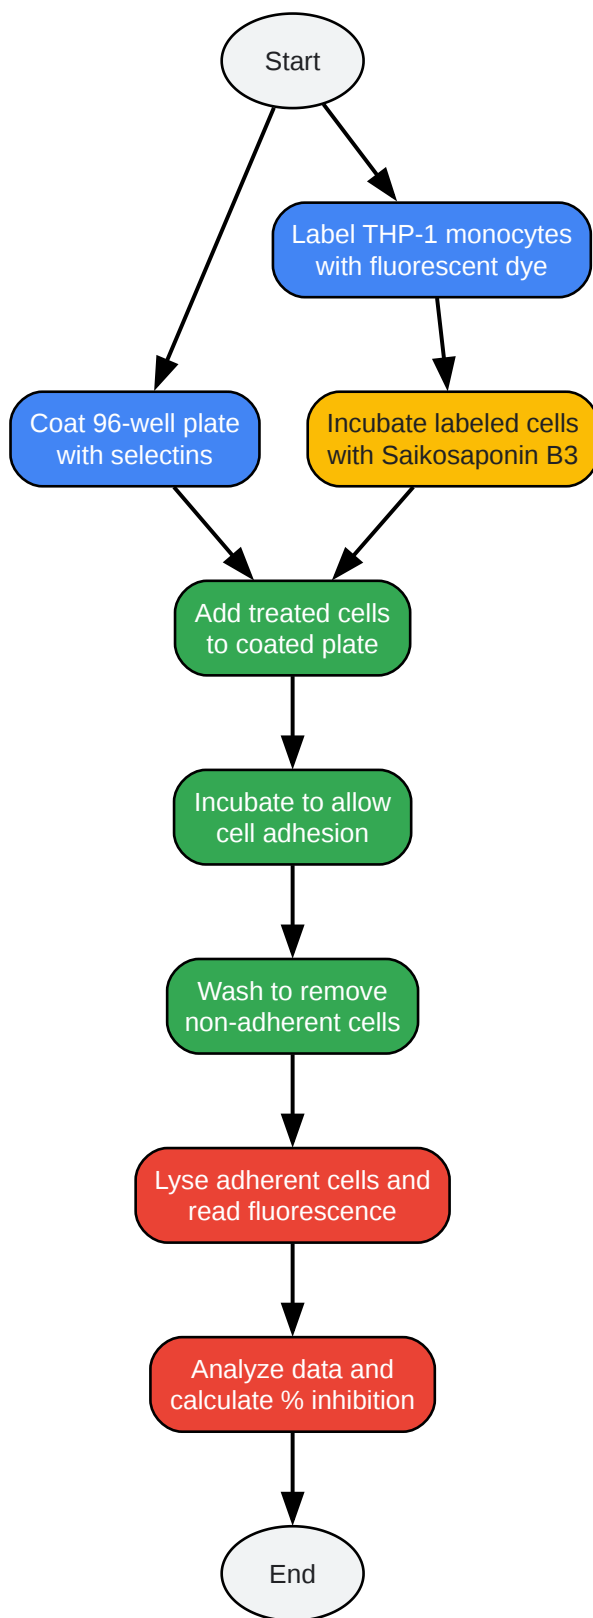 Start
Label THP-1 monocytes
with fluorescent dye
Coat 96-well plate
with selectins
Incubate labeled cells
with Saikosaponin B3
Add treated cells
to coated plate
Incubate to allow
cell adhesion
Wash to remove
non-adherent cells
Lyse adherent cells and
read fluorescence
Analyze data and
calculate % inhibition
End